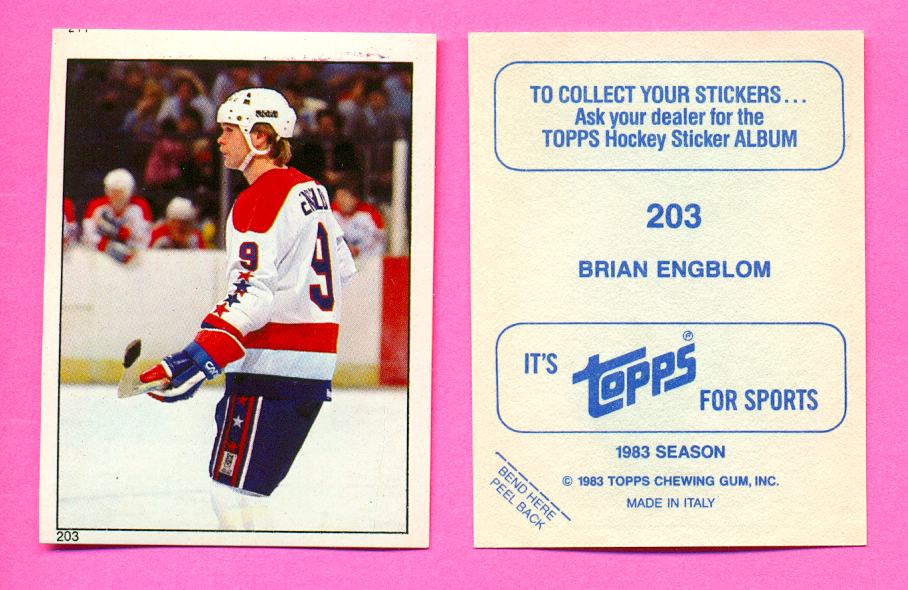 9
9
203
TO COLLECT YOUR STICKERS...
Ask your dealer for the
TOPPS Hockey Sticker ALBUM
203
BRIAN ENGBLOM
IT'S
topps®
FOR SPORTS
1983 SEASON
© 1983 TOPPS CHEWING GUM, INC.
MADE IN ITALY
BEND HERE
PEEL BACK